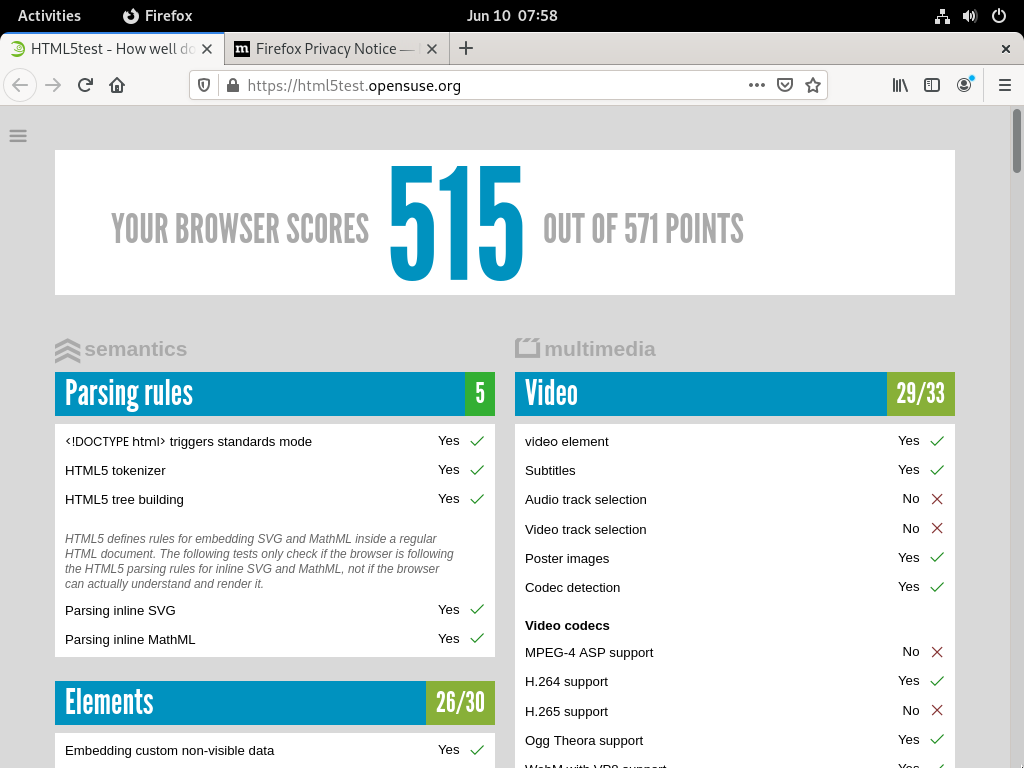 Activities
Firefox
Jun 10 07:58
HTML5test - How well do
Firefox Privacy Notice —
https://html5test.opensuse.org
YOUR BROWSER SCORES 515 OUT OF 571 POINTS
semantics
Parsing rules 5
<!DOCTYPE html> triggers standards mode Yes
HTML5 tokenizer Yes
HTML5 tree building Yes
HTML5 defines rules for embedding SVG and MathML inside a regular
HTML document. The following tests only check if the browser is following
the HTML5 parsing rules for inline SVG and MathML, not if the browser
can actually understand and render it.
Parsing inline SVG Yes
Parsing inline MathML Yes
Elements 26/30
Embedding custom non-visible data Yes
multimedia
Video 29/33
video element Yes
Subtitles Yes
Audio track selection No
Video track selection No
Poster images Yes
Codec detection Yes
Video codecs
MPEG-4 ASP support No
H.264 support Yes
H.265 support No
Ogg Theora support Yes
WebM with VP8 support Yes